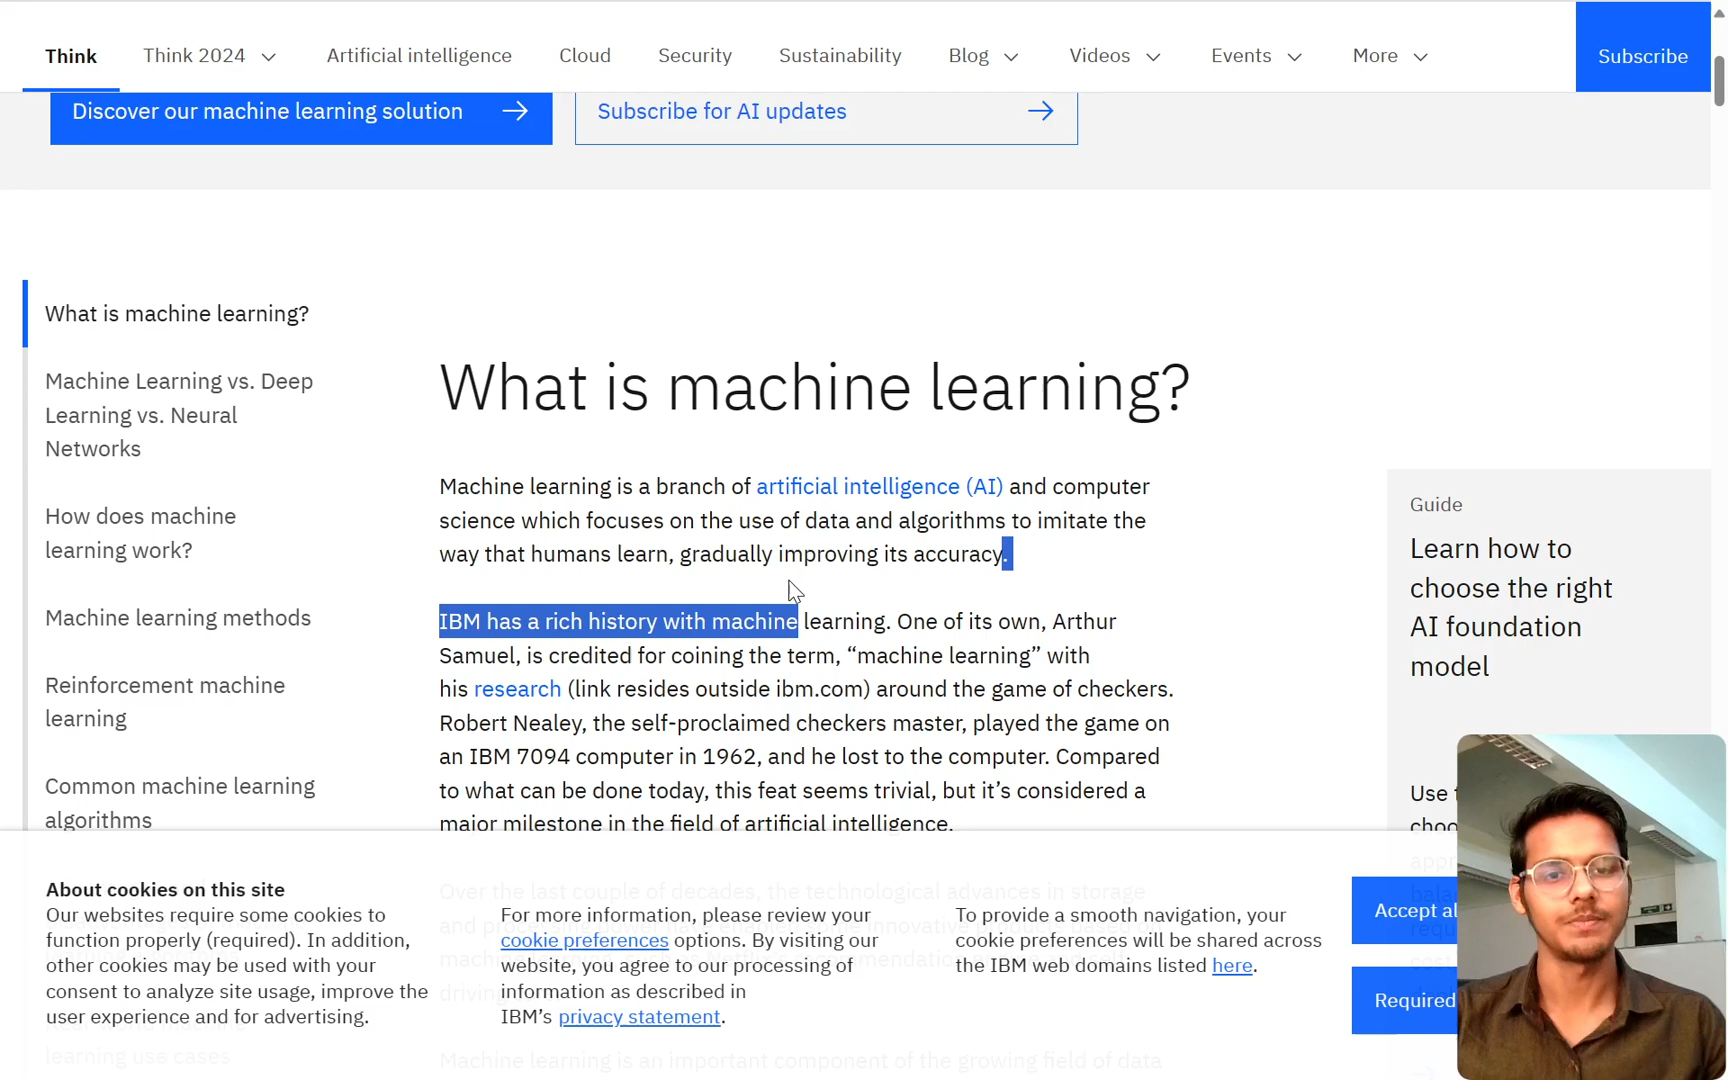 Think
Think 2024
Artificial intelligence
Cloud
Security
Sustainability
Blog
Videos
Events
More
Subscribe
Discover our machine learning solution
Subscribe for AI updates
What is machine learning?
Machine Learning vs. Deep
Learning vs. Neural
Networks
How does machine
learning work?
Machine learning methods
Reinforcement machine
learning
Common machine learning
algorithms
What is machine learning?
Machine learning is a branch of artificial intelligence (AI) and computer
science which focuses on the use of data and algorithms to imitate the
way that humans learn, gradually improving its accuracy.
IBM has a rich history with machine learning. One of its own, Arthur
Samuel, is credited for coining the term, “machine learning” with
his research (link resides outside ibm.com) around the game of checkers.
Robert Nealey, the self-proclaimed checkers master, played the game on
an IBM 7094 computer in 1962, and he lost to the computer. Compared
to what can be done today, this feat seems trivial, but it’s considered a
major milestone in the field of artificial intelligence.
Over the last couple of decades, the technological advances in storage
Machine learning is an important component of the growing field of data
learning use cases
Guide
Learn how to
choose the right
AI foundation
model
Use
About cookies on this site
Our websites require some cookies to
function properly (required). In addition,
other cookies may be used with your
consent to analyze site usage, improve the
user experience and for advertising.
For more information, please review your
cookie preferences options. By visiting our
website, you agree to our processing of
information as described in
IBM’s privacy statement.
To provide a smooth navigation, your
cookie preferences will be shared across
the IBM web domains listed here.
Accept al
Required